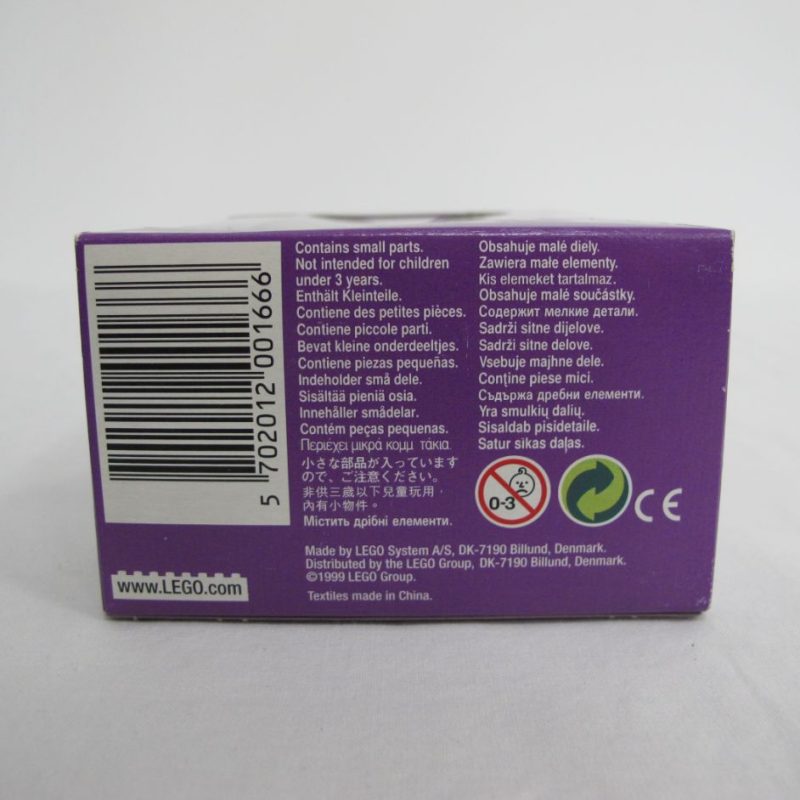 Contains small parts.
Not intended for children
under 3 years.
Enthält Kleinteile.
Contiene des petites pièces.
Contiene piccole parti.
Bevat kleine onderdeeltjes.
Contiene piezas pequeñas.
Indeholder små dele.
Sisältää pieniä osia.
Innehåller smådelar.
Contém peças pequenas.
Περιέχει μικρά κομμ τάκια.
小さな部品が入っています
ので、ご注意ください。
非供三歲以下兒童玩用，
內有小物件。
Містить дрібні елементи.
Obsahuje malé diely.
Zawiera małe elementy.
Kis elemeket tartalmaz.
Obsahuje malé součástky.
Содержит мелкие детали.
Sadrži sitne dijelove.
Sadrži sitne delove.
Vsebuje majhne dele.
Conţine piese mici.
Съдържа дребни елементи.
Yra smulkių dalių.
Sisaldab pisidetaile.
Satur sīkas daļas.
0-3
CE
5 702012 001666
www.LEGO.com
Made by LEGO System A/S, DK-7190 Billund, Denmark.
Distributed by the LEGO Group, DK-7190 Billund, Denmark.
©1999 LEGO Group.
Textiles made in China.